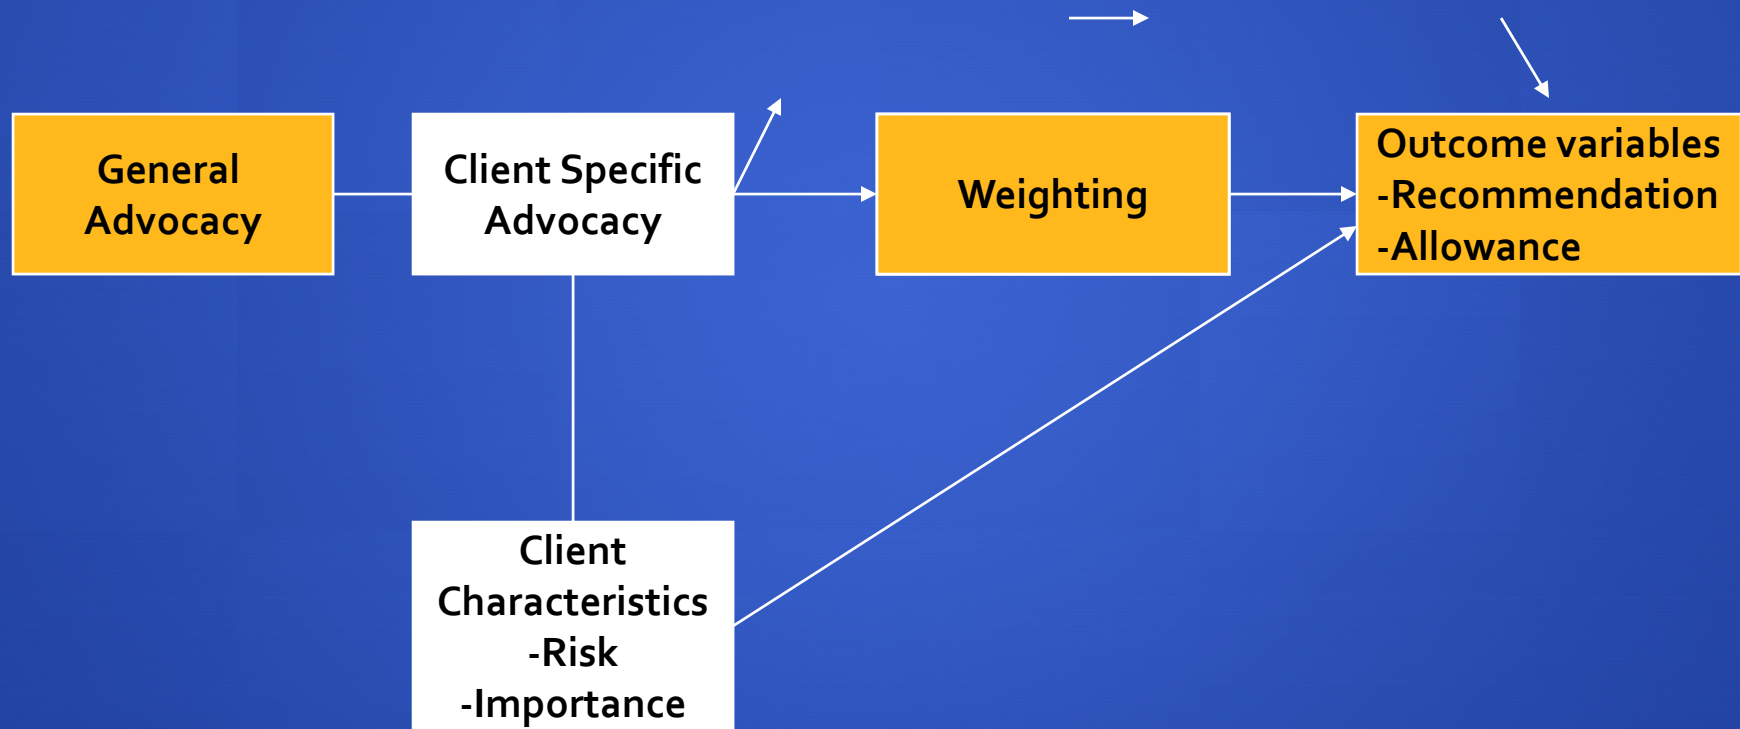 General
Advocacy
Client Specific
Advocacy
Weighting
Outcome variables
-Recommendation
-Allowance
Client
Characteristics
-Risk
-Importance